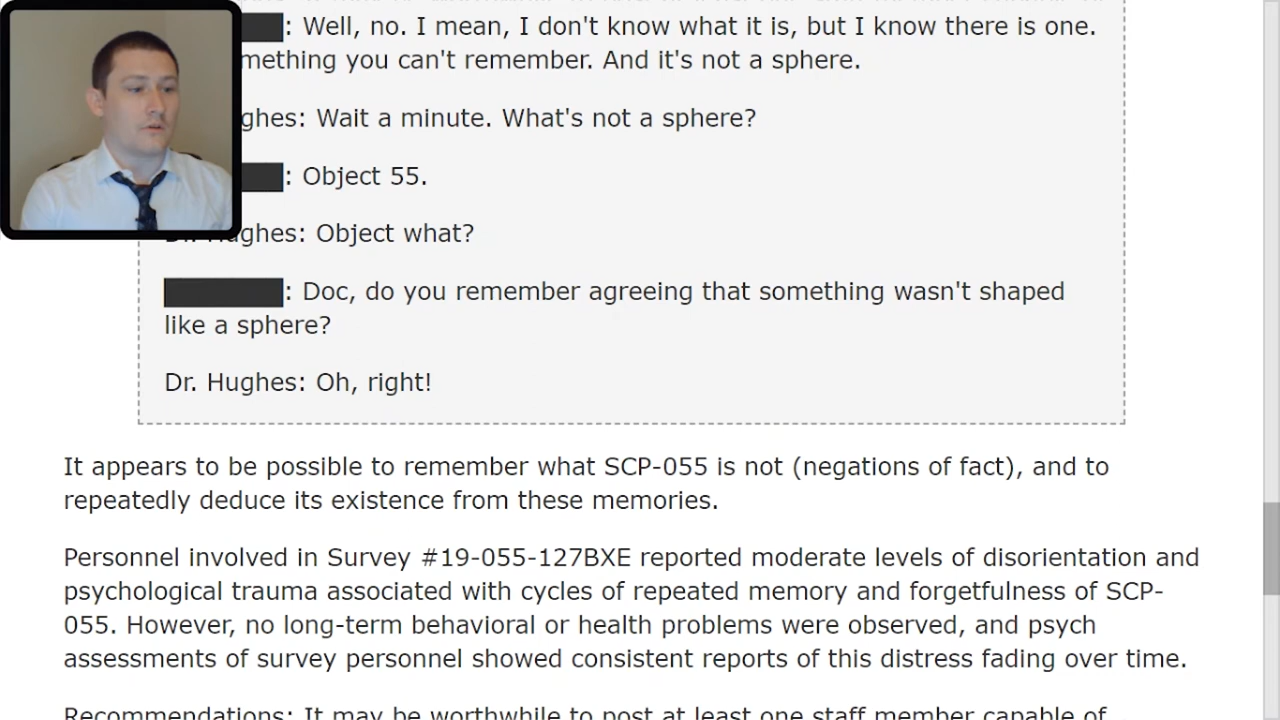 : Well, no. I mean, I don't know what it is, but I know there is one.
mething you can't remember. And it's not a sphere.
ghes: Wait a minute. What's not a sphere?
: Object 55.
Dr. Hughes: Object what?
: Doc, do you remember agreeing that something wasn't shaped
like a sphere?
Dr. Hughes: Oh, right!
It appears to be possible to remember what SCP-055 is not (negations of fact), and to
repeatedly deduce its existence from these memories.
Personnel involved in Survey #19-055-127BXE reported moderate levels of disorientation and
psychological trauma associated with cycles of repeated memory and forgetfulness of SCP-
055. However, no long-term behavioral or health problems were observed, and psych
assessments of survey personnel showed consistent reports of this distress fading over time.
Recommendations: It may be worthwhile to post at least one staff member capable of